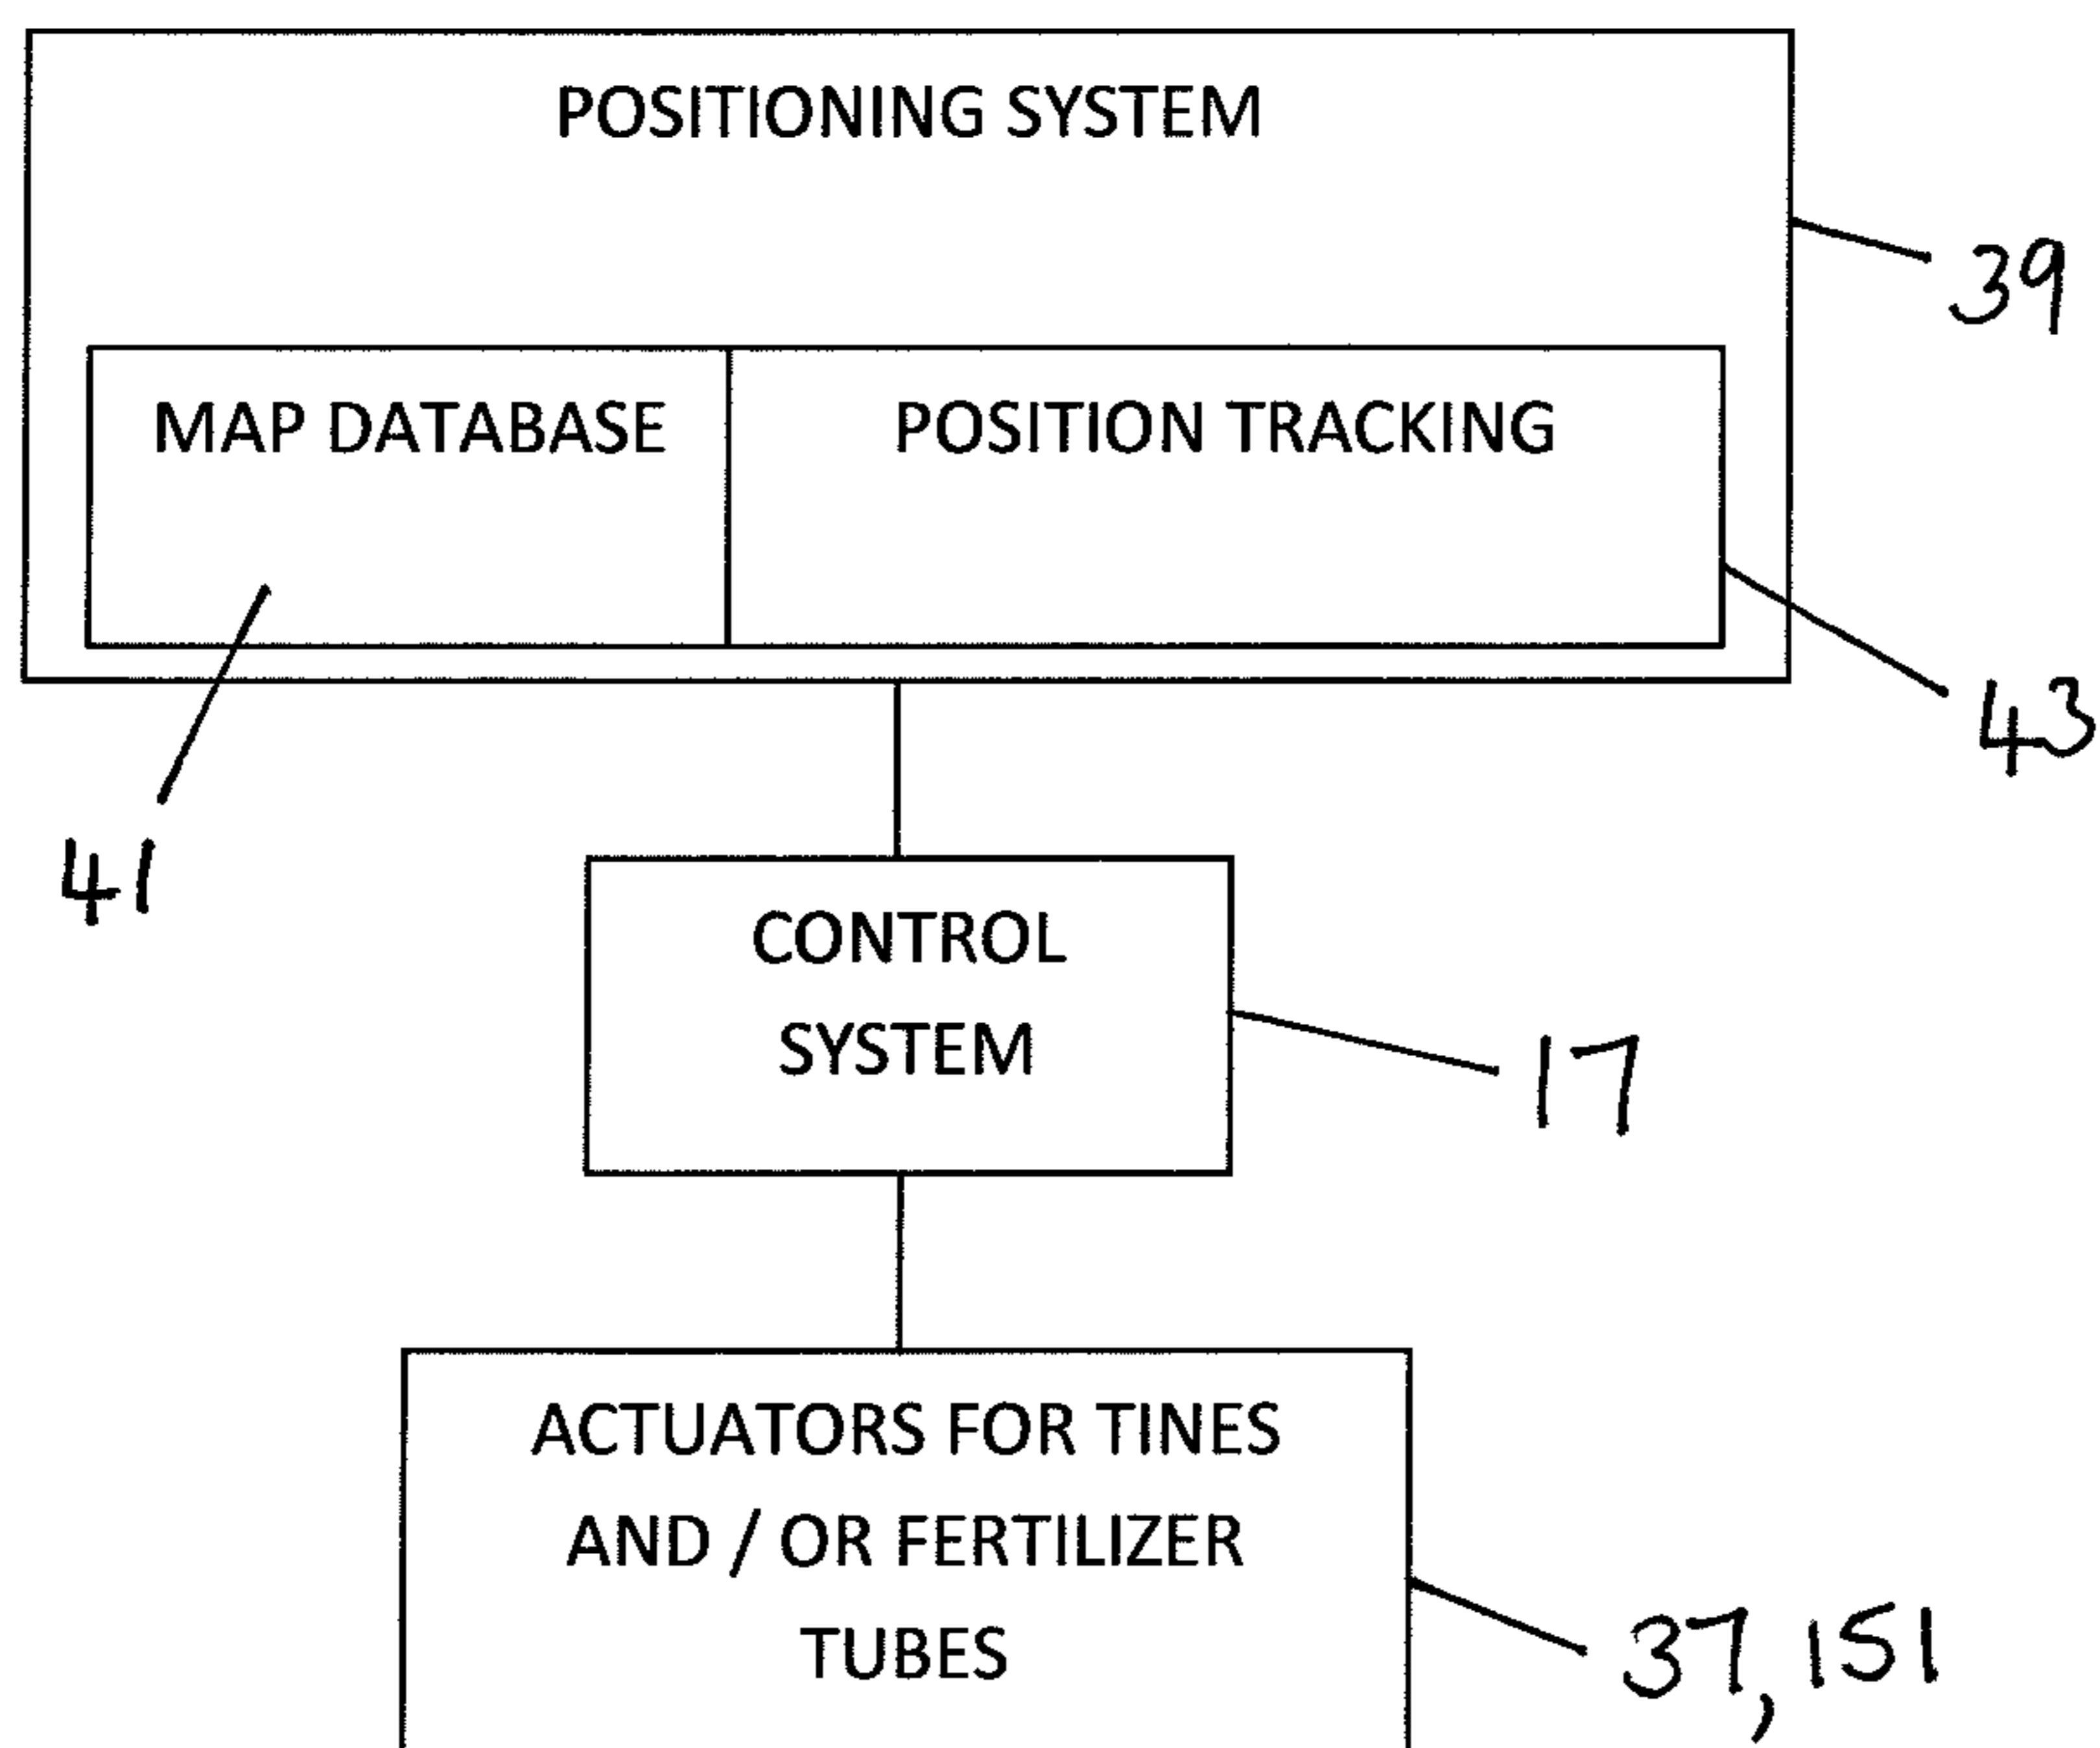 POSITIONING SYSTEM
39
MAP DATABASE
POSITION TRACKING
43
41
CONTROL
SYSTEM
17
ACTUATORS FOR TINES
AND / OR FERTILIZER
TUBES
37, 151